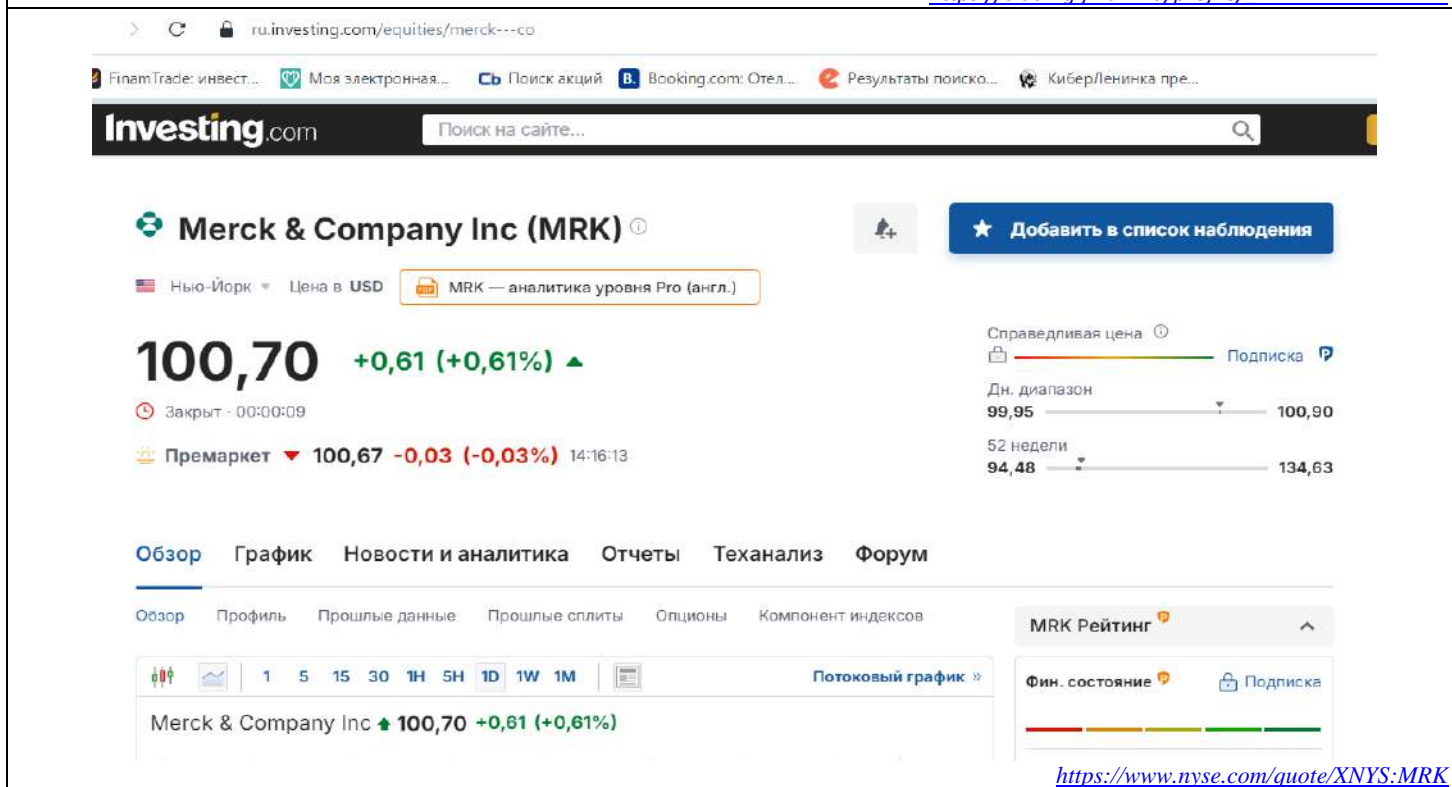 ru.investing.com/equities/merck---co
FinamTrade: инвест... Моя электронная... Сb Поиск акций B. Booking.com: Отел... Результаты поиско... КиберЛенинка пре...
Investing.com Поиск на сайте...
Merck & Company Inc (MRK) Добавить в список наблюдения
Нью-Йорк Цена в USD MRK — аналитика уровня Pro (англ.)
Справедливая цена
100,70 +0,61 (+0,61%) Подписка
Дн. диапазон
Закрыт · 00:00:09 99,95 100,90
52 недели
Премаркет 100,67 -0,03 (-0,03%) 14:16:13
94,48 134,63
Обзор График Новости и аналитика Отчеты Теханализ Форум
Обзор Профиль Прошлые данные Прошлые сплиты Опционы Компонент индексов
MRK Рейтинг
1 5 15 30 1H 5H 1D 1W 1M Потоковый график »
Фин. состояние Подписка
Merck & Company Inc 100,70 +0,61 (+0,61%)
https://www.nyse.com/quote/XNYS:MRK